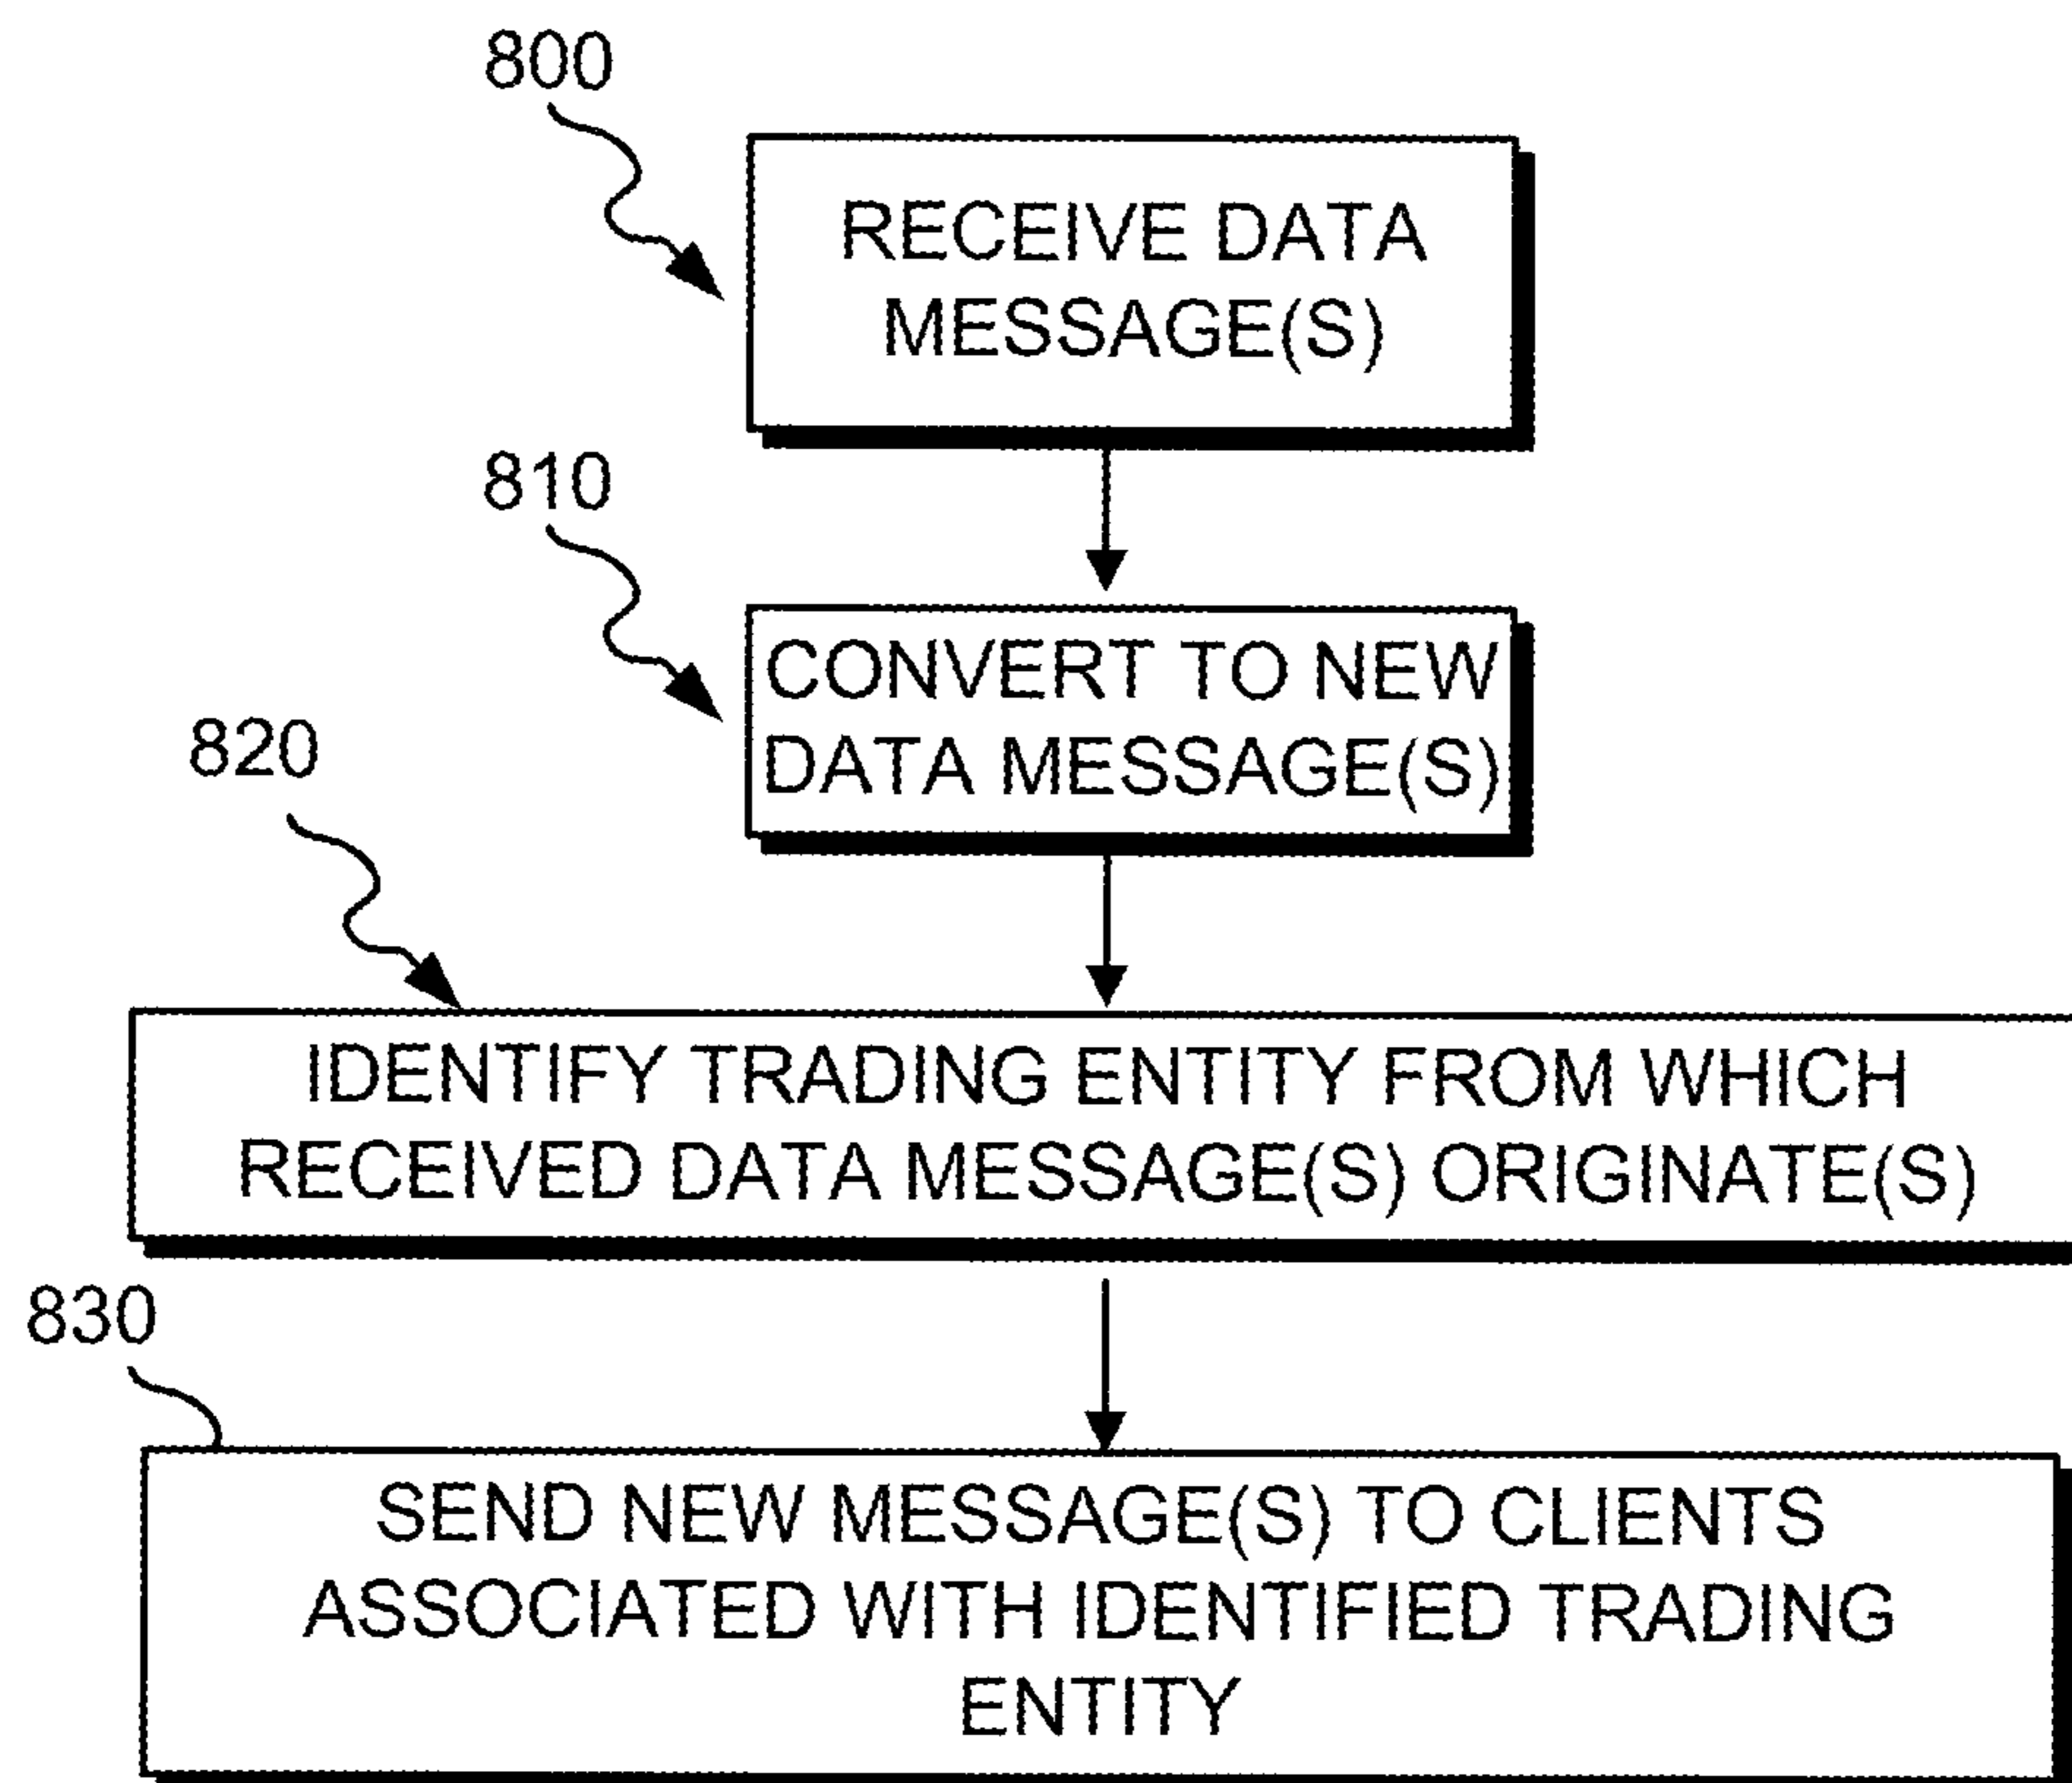 800
RECEIVE DATA
MESSAGE(S)
810
CONVERT TO NEW
DATA MESSAGE(S)
820
IDENTIFY TRADING ENTITY FROM WHICH
RECEIVED DATA MESSAGE(S) ORIGINATE(S)
830
SEND NEW MESSAGE(S) TO CLIENTS
ASSOCIATED WITH IDENTIFIED TRADING
ENTITY